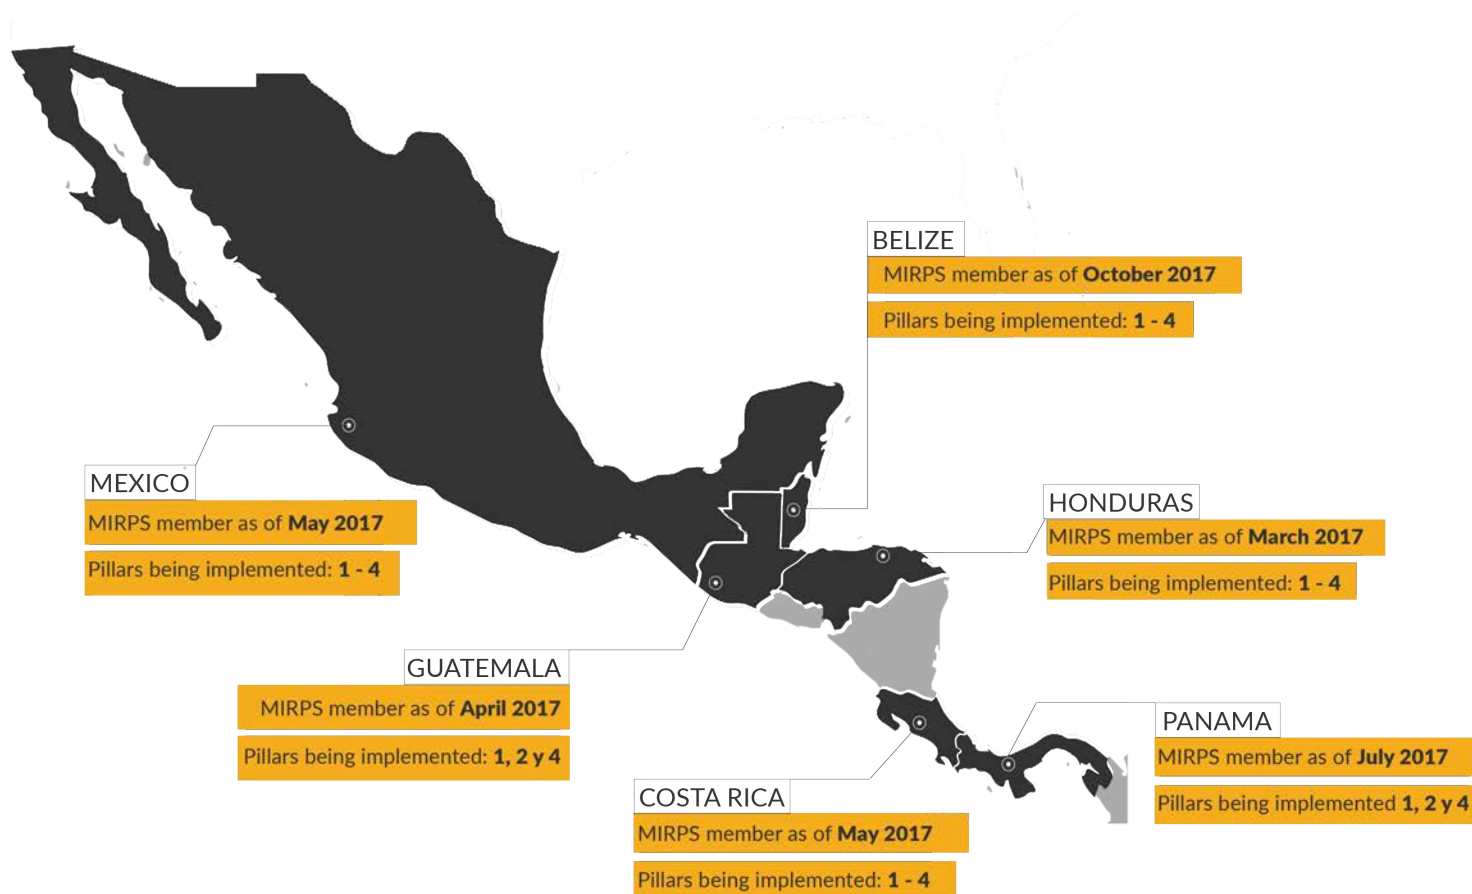 BELIZE
MIRPS member as of October 2017
Pillars being implemented: 1 - 4
MEXICO
MIRPS member as of May 2017
Pillars being implemented: 1 - 4
HONDURAS
MIRPS member as of March 2017
Pillars being implemented: 1 - 4
GUATEMALA
MIRPS member as of April 2017
Pillars being implemented: 1, 2 y 4
PANAMA
MIRPS member as of July 2017
Pillars being implemented 1, 2 y 4
COSTA RICA
MIRPS member as of May 2017
Pillars being implemented: 1 - 4